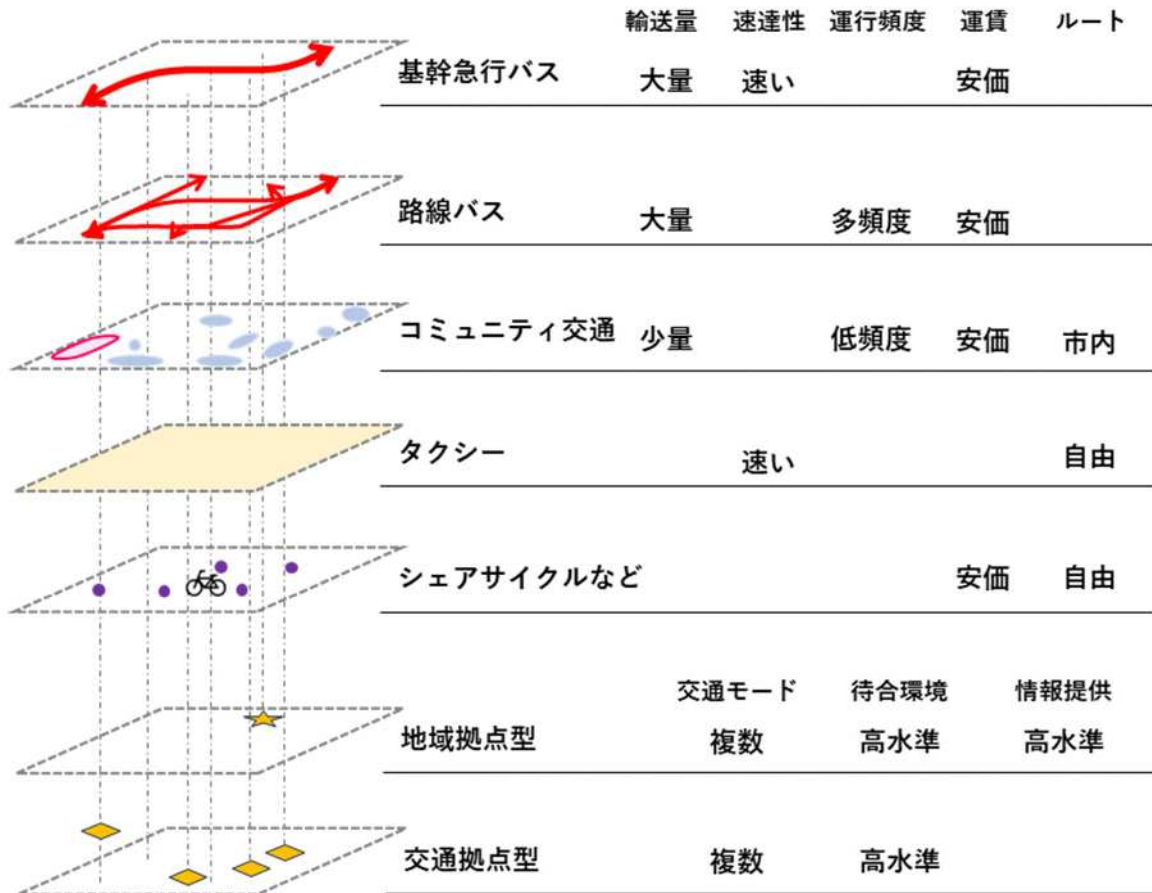 輸送量 速達性 運行頻度 運賃 ルート
基幹急行バス 大量 速い 安価
路線バス 大量 多頻度 安価
コミュニティ交通 少量 低頻度 安価 市内
タクシー 速い 自由
シェアサイクルなど 安価 自由
交通モード 待合環境 情報提供
地域拠点型 複数 高水準 高水準
交通拠点型 複数 高水準